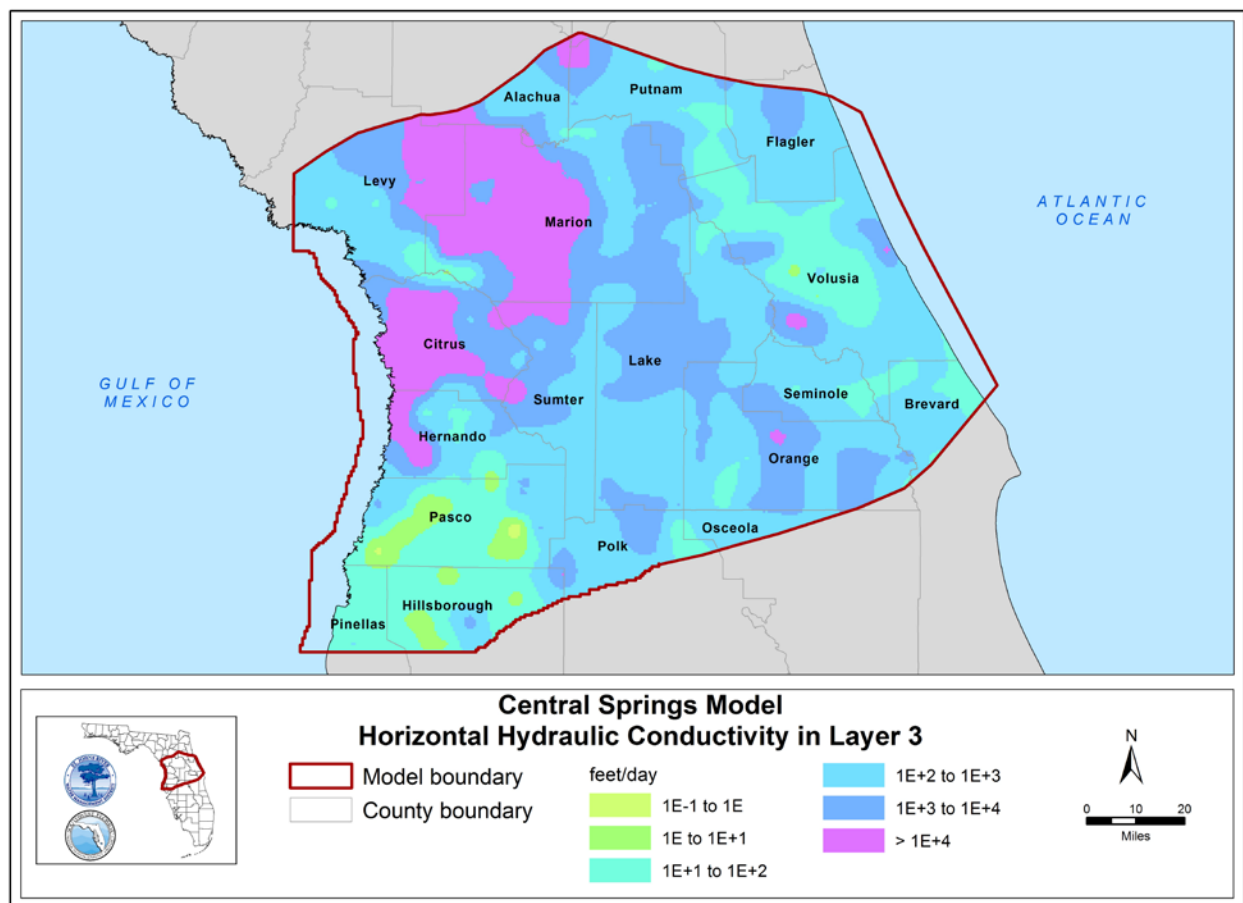 Putnam
Alachua
Flagler
Levy
Marion
ATLANTIC
OCEAN
Volusia
Citrus
Lake
GULF OF
MEXICO
Sumter
Seminole
Brevard
Hernando
Orange
Pasco
Osceola
Polk
Hillsborough
Pinellas
Central Springs Model
Horizontal Hydraulic Conductivity in Layer 3
Model boundary
County boundary
feet/day
1E-1 to 1E
1E to 1E+1
1E+1 to 1E+2
1E+2 to 1E+3
1E+3 to 1E+4
> 1E+4
N
0 5 10 20
Miles